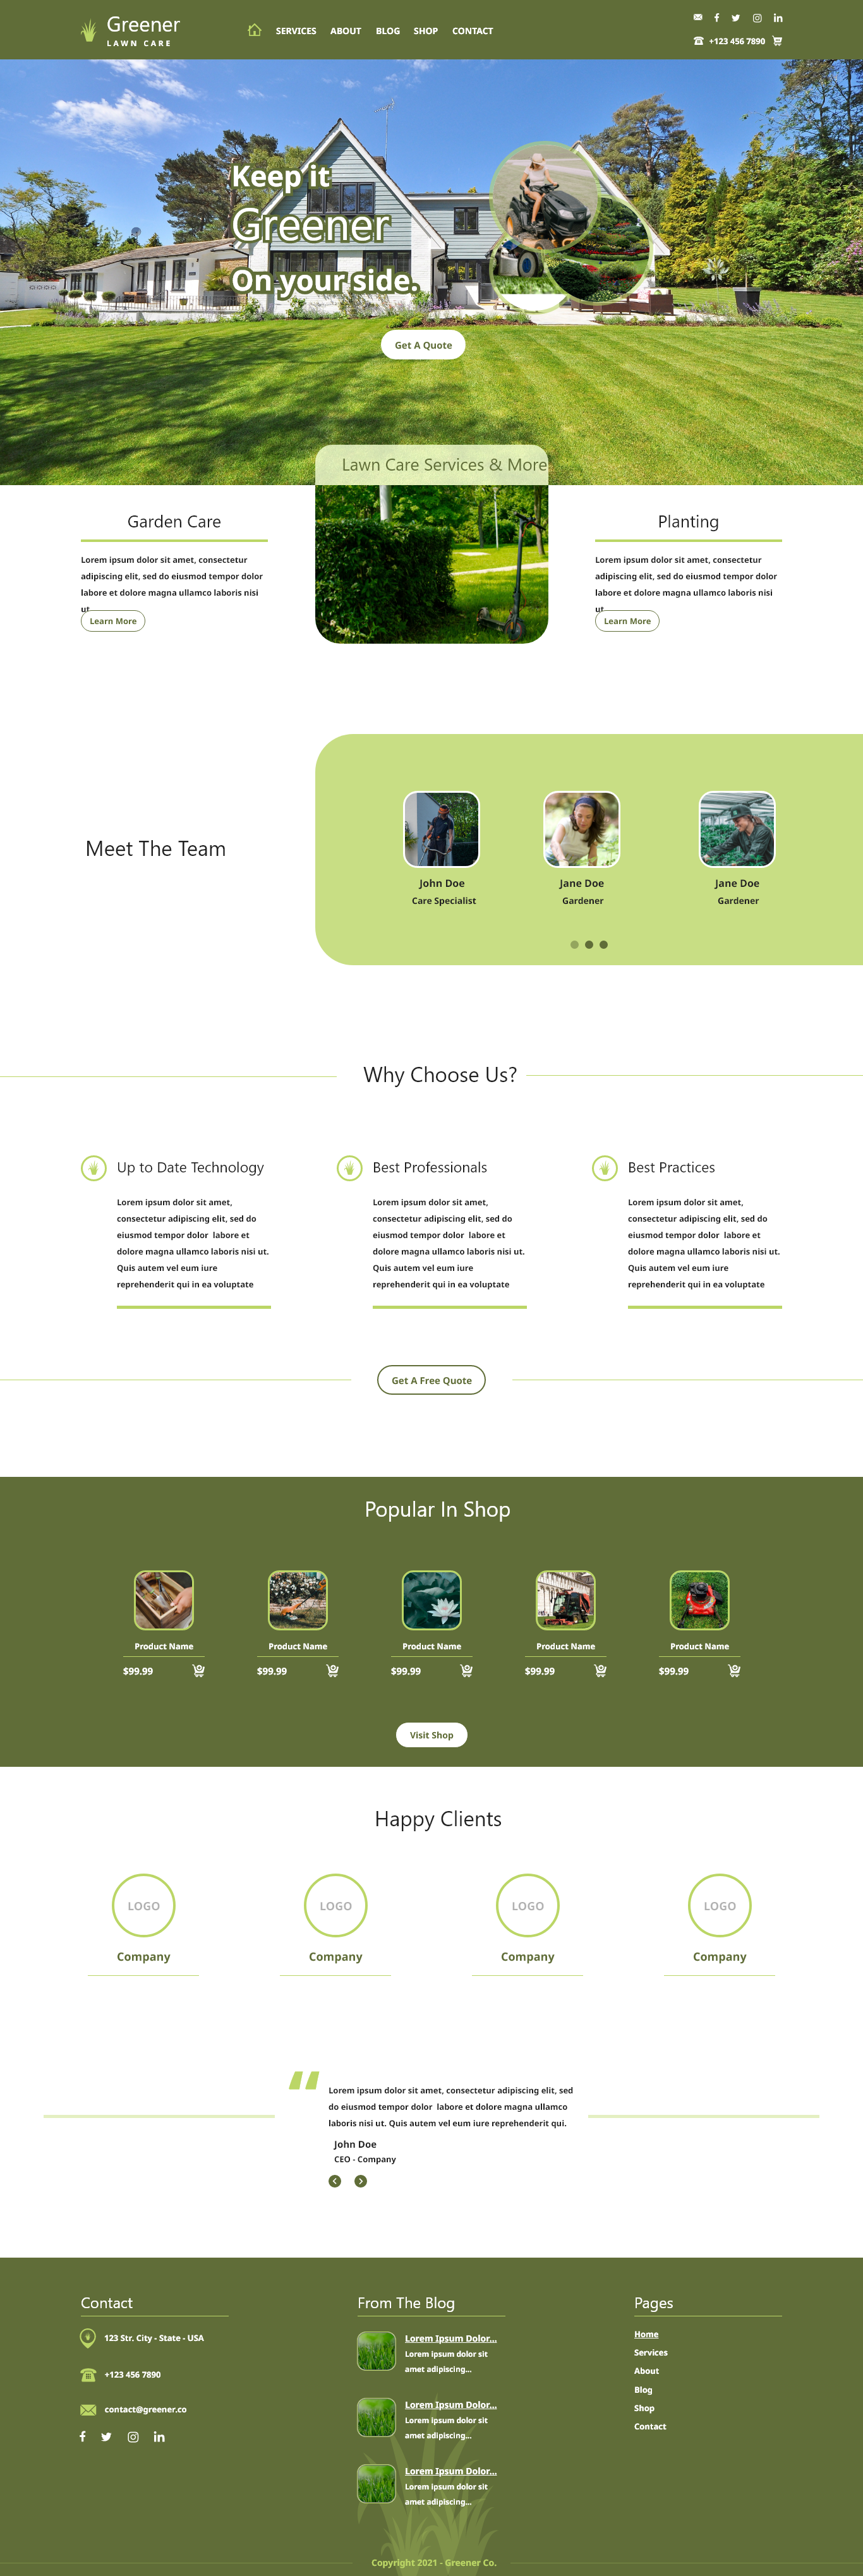 Greener
LAWN CARE
SERVICES ABOUT BLOG SHOP CONTACT
+123 456 7890
Keep it
Greener
On your side.
Get A Quote
Lawn Care Services & More
Garden Care
Lorem ipsum dolor sit amet, consectetur
adipiscing elit, sed do eiusmod tempor dolor
labore et dolore magna ullamco laboris nisi
ut
Learn More
Planting
Lorem ipsum dolor sit amet, consectetur
adipiscing elit, sed do eiusmod tempor dolor
labore et dolore magna ullamco laboris nisi
ut
Learn More
Meet The Team
John Doe
Care Specialist
Jane Doe
Gardener
Jane Doe
Gardener
Why Choose Us?
Up to Date Technology
Lorem ipsum dolor sit amet,
consectetur adipiscing elit, sed do
eiusmod tempor dolor labore et
dolore magna ullamco laboris nisi ut.
Quis autem vel eum iure
reprehenderit qui in ea voluptate
Best Professionals
Lorem ipsum dolor sit amet,
consectetur adipiscing elit, sed do
eiusmod tempor dolor labore et
dolore magna ullamco laboris nisi ut.
Quis autem vel eum iure
reprehenderit qui in ea voluptate
Best Practices
Lorem ipsum dolor sit amet,
consectetur adipiscing elit, sed do
eiusmod tempor dolor labore et
dolore magna ullamco laboris nisi ut.
Quis autem vel eum iure
reprehenderit qui in ea voluptate
Get A Free Quote
Popular In Shop
Product Name
$99.99
Product Name
$99.99
Product Name
$99.99
Product Name
$99.99
Product Name
$99.99
Visit Shop
Happy Clients
LOGO
Company
LOGO
Company
LOGO
Company
LOGO
Company
Lorem ipsum dolor sit amet, consectetur adipiscing elit, sed
do eiusmod tempor dolor labore et dolore magna ullamco
laboris nisi ut. Quis autem vel eum iure reprehenderit qui.
John Doe
CEO - Company
Contact
123 Str. City - State - USA
+123 456 7890
contact@greener.co
From The Blog
Lorem Ipsum Dolor...
Lorem ipsum dolor sit
amet adipiscing...
Lorem Ipsum Dolor...
Lorem ipsum dolor sit
amet adipiscing...
Lorem Ipsum Dolor...
Lorem ipsum dolor sit
amet adipiscing...
Pages
Home
Services
About
Blog
Shop
Contact
Copyright 2021 - Greener Co.